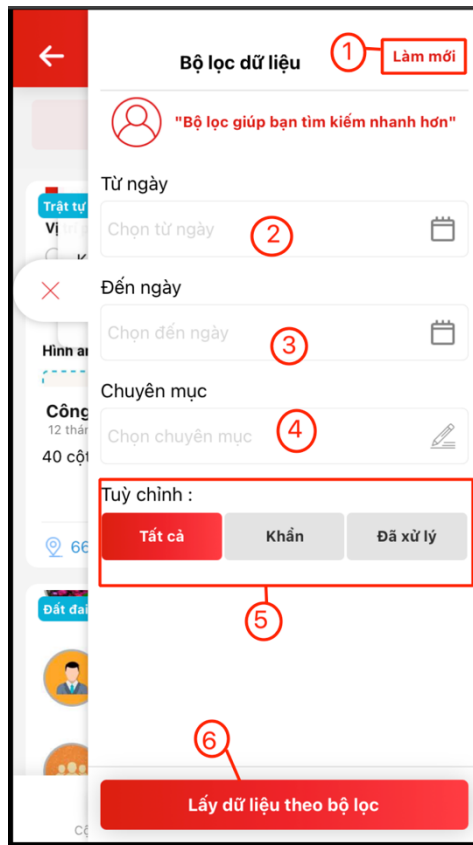 1
Bộ lọc dữ liệu
Làm mới
"Bộ lọc giúp bạn tìm kiếm nhanh hơn"
Từ ngày
Trật tự
Chọn từ ngày
2
Đến ngày
Chọn đến ngày
3
Hình
Chuyên mục
Công
12
Chọn chuyên mục
4
40 cột
Tuỳ chỉnh :
Tất cả
Khẩn
Đã xử lý
66
5
Đất đai
6
Lấy dữ liệu theo bộ lọc